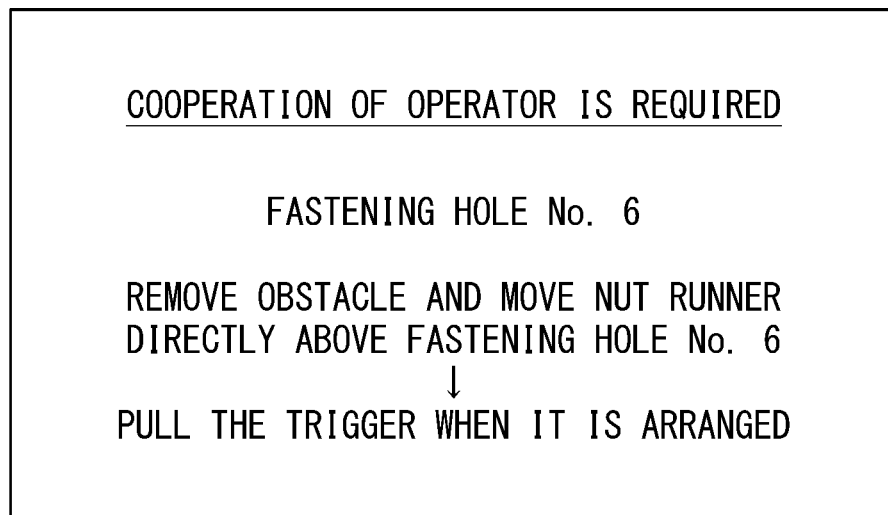 COOPERATION OF OPERATOR IS REQUIRED
FASTENING HOLE No. 6
REMOVE OBSTACLE AND MOVE NUT RUNNER
DIRECTLY ABOVE FASTENING HOLE No. 6
↓
PULL THE TRIGGER WHEN IT IS ARRANGED